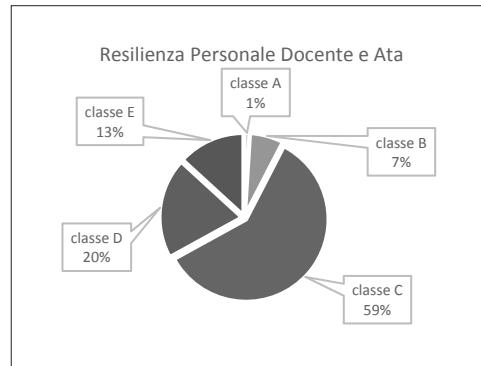 Resilienza Personale Docente e Ata
classe A
1%
classe B
7%
classe C
59%
classe D
20%
classe E
13%